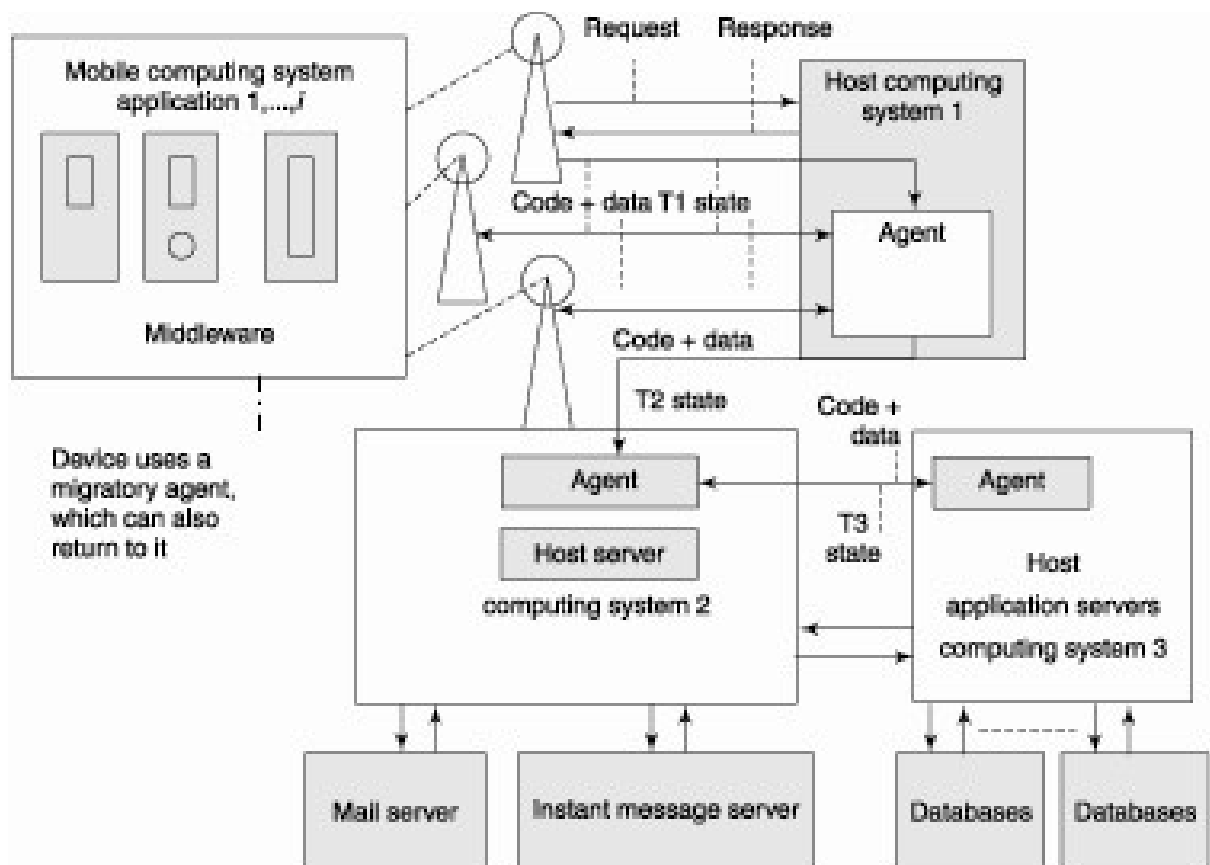 Request
Response
Mobile computing system
application 1,...,i
Host computing
system 1
Code + data T1 state
Agent
Middleware
Code + data
T2 state
Code +
data
Device uses a
migratory agent,
which can also
return to it
Agent
Agent
T3
state
Host server
computing system 2
Host
application servers
computing system 3
Mail server
Instant message server
Databases
Databases